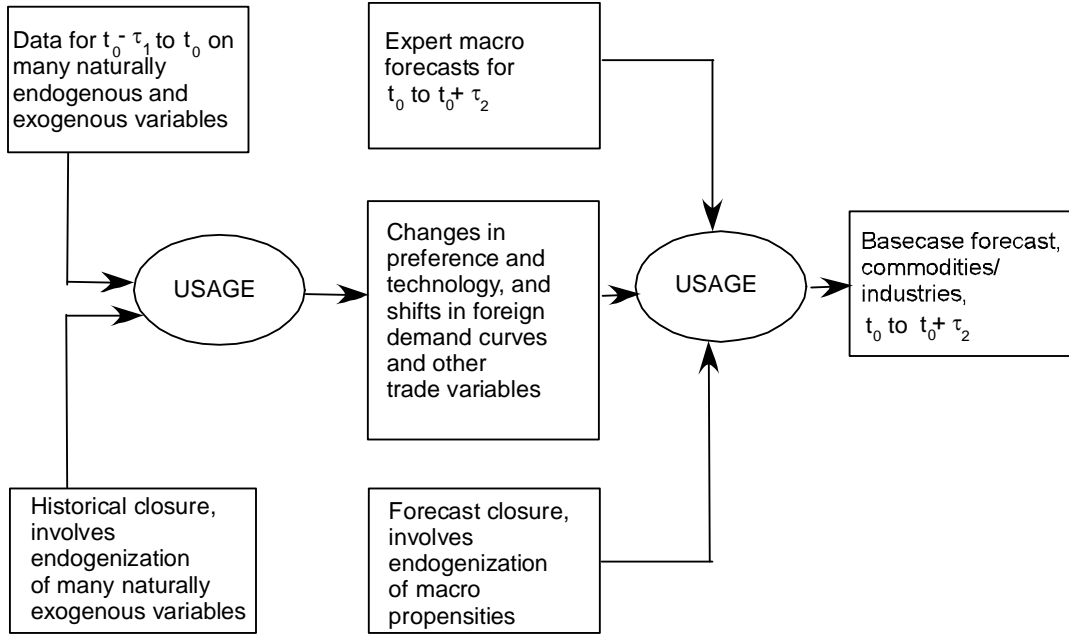 Data for t₀- τ₁ to t₀ on
many naturally
endogenous and
exogenous variables
Expert macro
forecasts for
t₀ to t₀+ τ₂
USAGE
Changes in
preference and
technology, and
shifts in foreign
demand curves
and other
trade variables
USAGE
Basecase forecast,
commodities/
industries,
t₀ to t₀+ τ₂
Historical closure,
involves
endogenization
of many naturally
exogenous variables
Forecast closure,
involves
endogenization
of macro
propensities